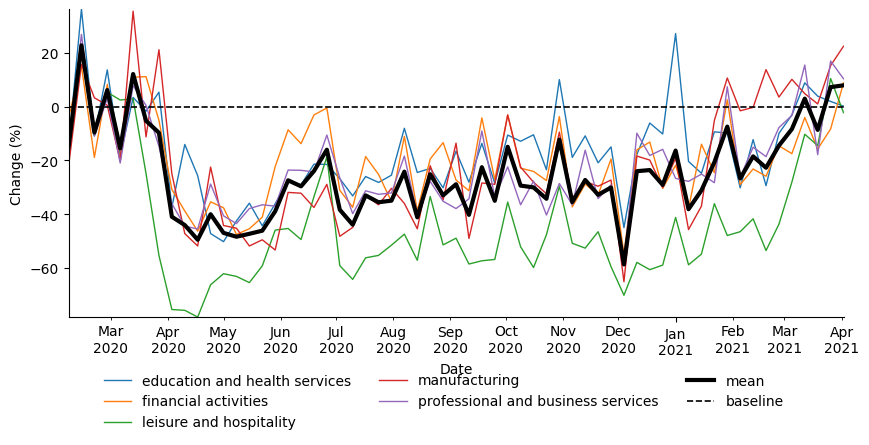 Change (%)
20
0
−20
−40
−60
Mar Apr May Jun Jul Aug Sep Oct Nov Dec Jan Feb Mar Apr
2020 2020 2020 2020 2020 2020 2020 2020 2020 2020 2021 2021 2021 2021
Date
education and health services manufacturing mean
financial activities professional and business services baseline
leisure and hospitality